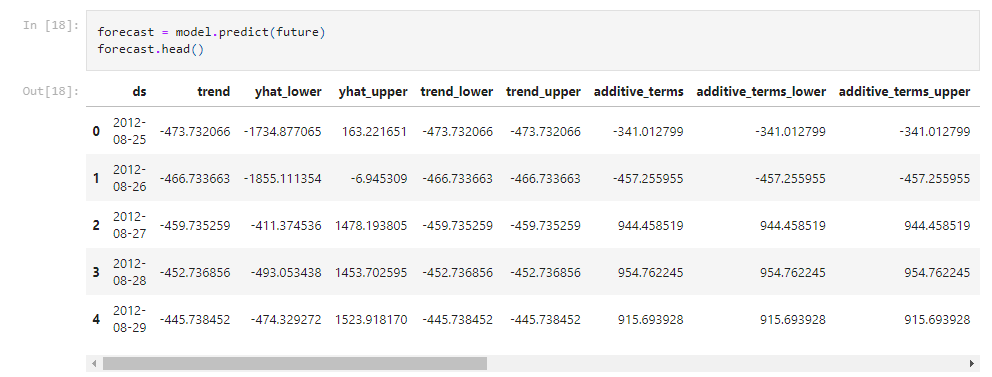 In [18]:
forecast = model.predict(future)
forecast.head()
Out[18]:
ds trend yhat_lower yhat_upper trend_lower trend_upper additive_terms additive_terms_lower additive_terms_upper
0 2012-08-25 -473.732066 -1734.877065 163.221651 -473.732066 -473.732066 -341.012799 -341.012799 -341.012799
1 2012-08-26 -466.733663 -1855.111354 -6.945309 -466.733663 -466.733663 -457.255955 -457.255955 -457.255955
2 2012-08-27 -459.735259 -411.374536 1478.193805 -459.735259 -459.735259 944.458519 944.458519 944.458519
3 2012-08-28 -452.736856 -493.053438 1453.702595 -452.736856 -452.736856 954.762245 954.762245 954.762245
4 2012-08-29 -445.738452 -474.329272 1523.918170 -445.738452 -445.738452 915.693928 915.693928 915.693928